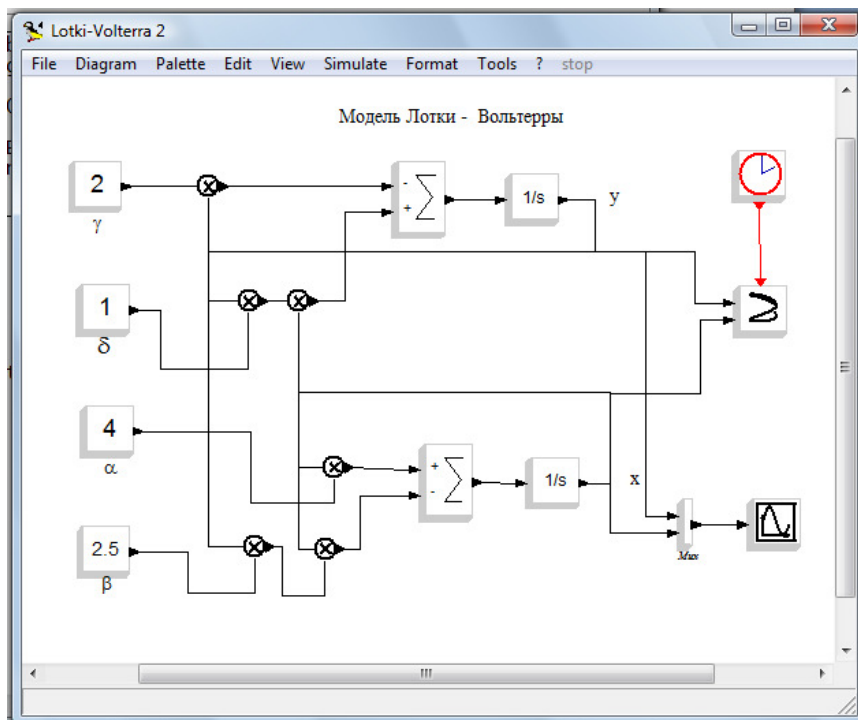 Lotki-Volterra 2
File Diagram Palette Edit View Simulate Format Tools ? stop
Модель Лотки - Вольтерры
2
γ
- + ∑
1/s
y
1
δ
4
α
+ - ∑
1/s
x
2.5
β
Mux